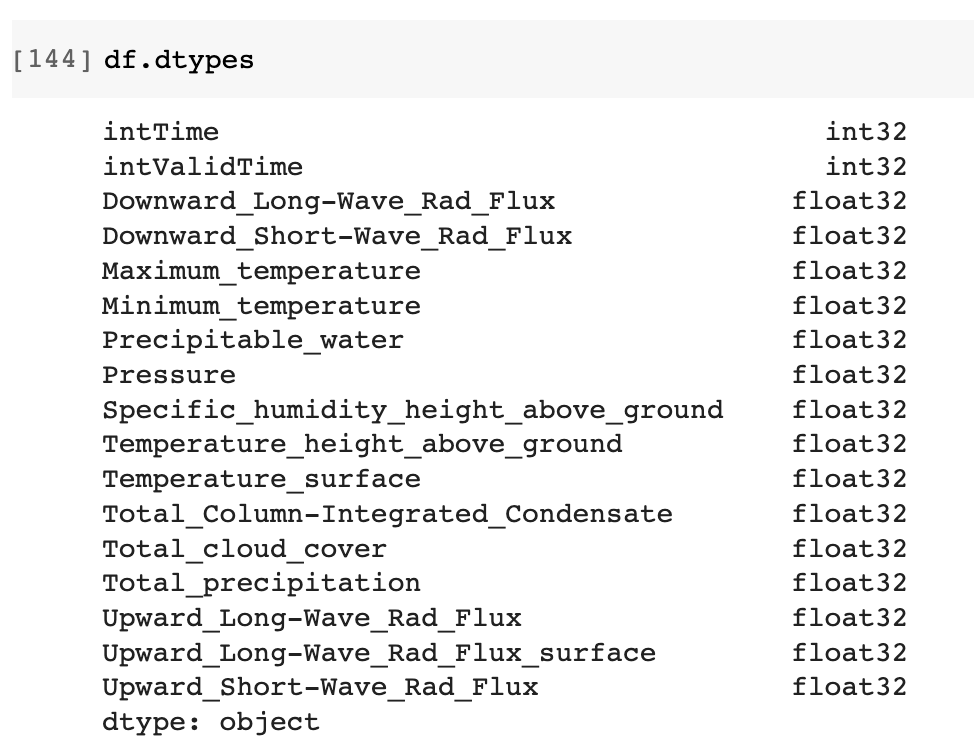 [144] df.dtypes
intTime int32
intValidTime int32
Downward_Long-Wave_Rad_Flux float32
Downward_Short-Wave_Rad_Flux float32
Maximum_temperature float32
Minimum_temperature float32
Precipitable_water float32
Pressure float32
Specific_humidity_height_above_ground float32
Temperature_height_above_ground float32
Temperature_surface float32
Total_Column-Integrated_Condensate float32
Total_cloud_cover float32
Total_precipitation float32
Upward_Long-Wave_Rad_Flux float32
Upward_Long-Wave_Rad_Flux_surface float32
Upward_Short-Wave_Rad_Flux float32
dtype: object